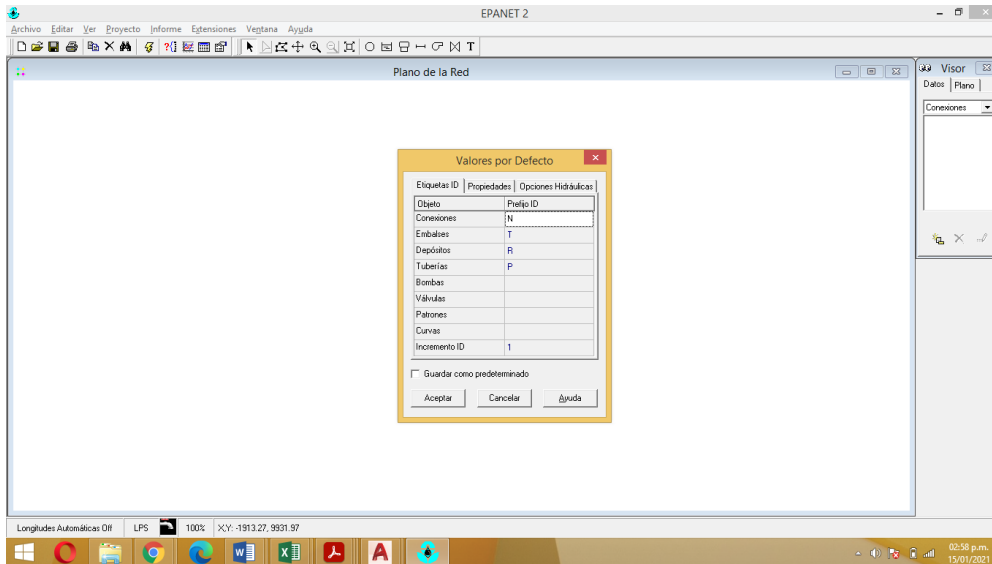 EPANET 2
Archivo Editar Ver Proyecto Informe Extensiones Ventana Ayuda
T
Plano de la Red
Visor
Datos Plano
Conexiones
Valores por Defecto
Etiquetas ID Propiedades Opciones Hidráulicas
Objeto Prefijo ID
Conexiones N
Embalses T
Depósitos R
Tuberías P
Bombas
Válvulas
Patrones
Curvas
Incremento ID 1
Guardar como predeterminado
Aceptar Cancelar Ayuda
Longitudes Automáticas Off LPS 100% X,Y: -1913.27, 9931.97
02:58 p.m.
15/01/2021